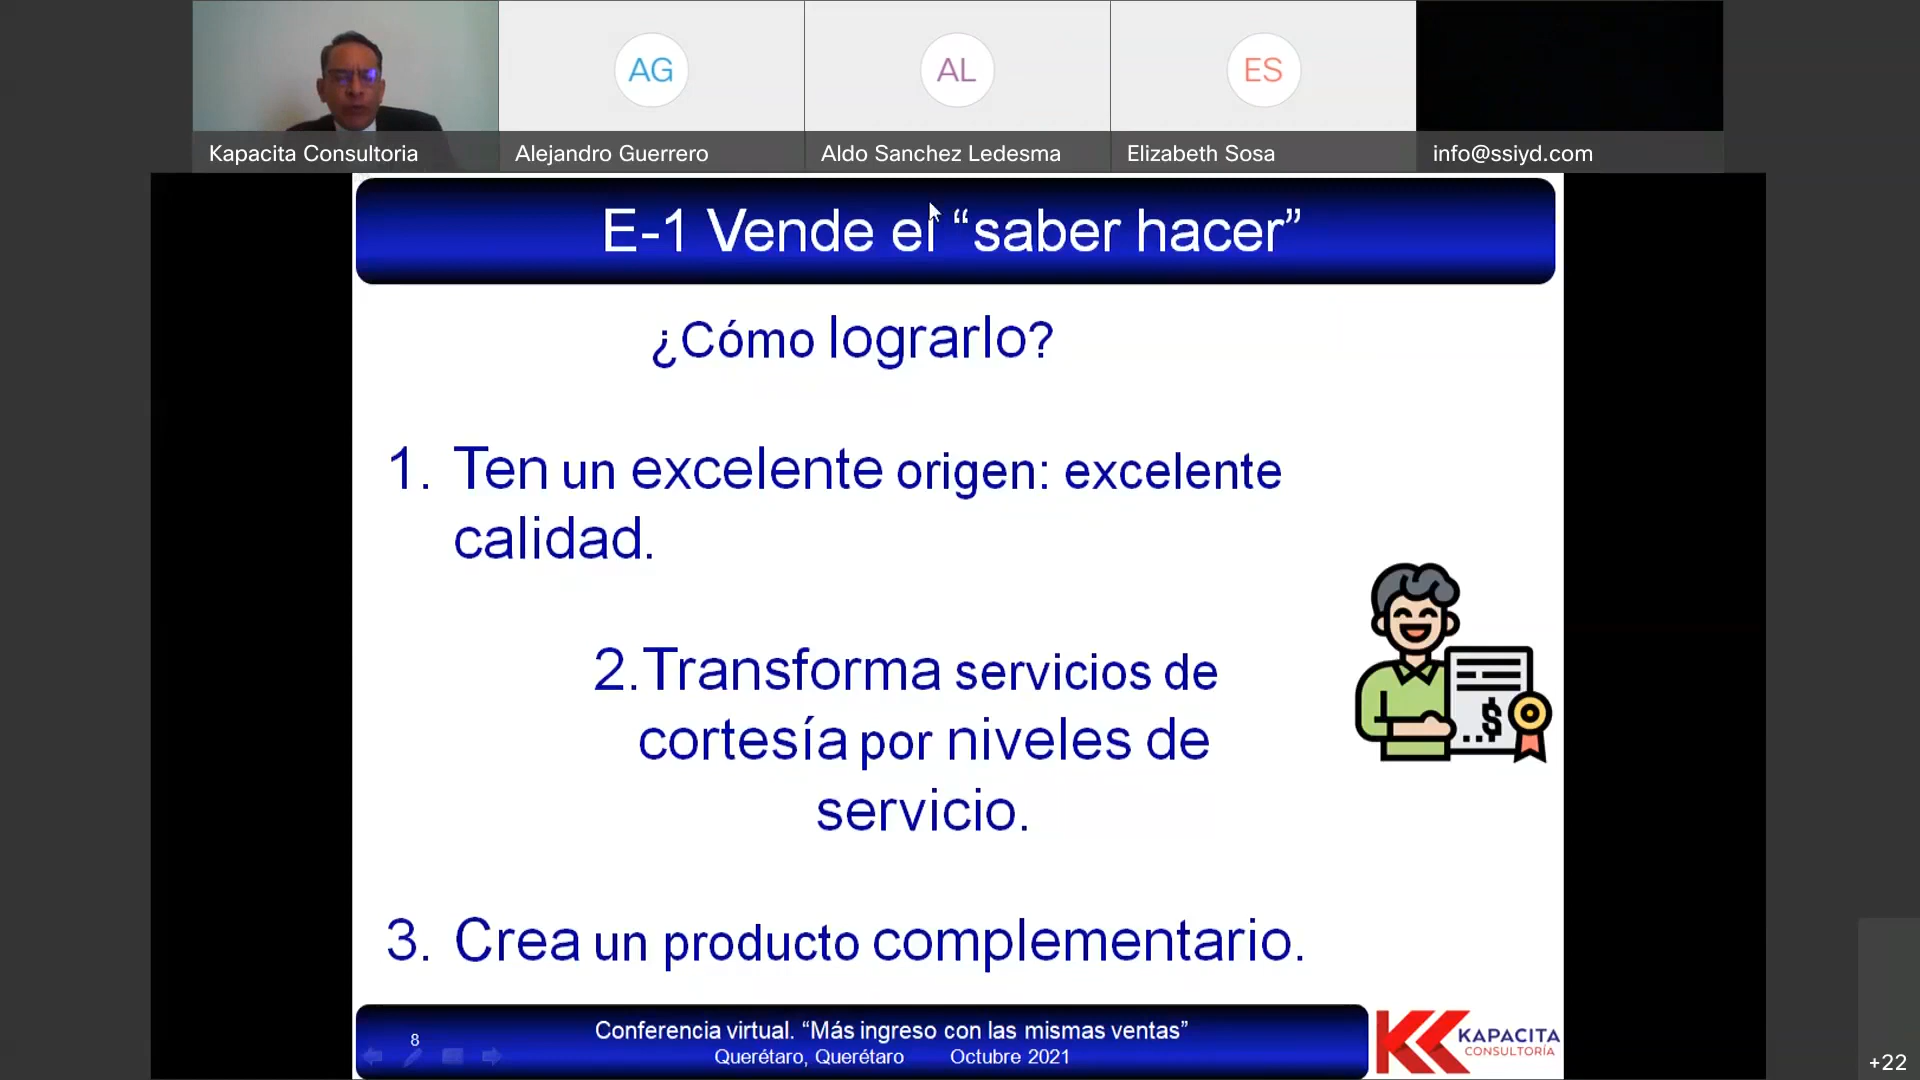 AG
AL
ES
Kapacita Consultoria
Alejandro Guerrero
Aldo Sanchez Ledesma
Elizabeth Sosa
info@ssiyd.com
E-1 Vende el “saber hacer”
¿Cómo lograrlo?
1. Ten un excelente origen: excelente
calidad.
2.Transforma servicios de
cortesía por niveles de
servicio.
$
3. Crea un producto complementario.
8
Conferencia virtual. “Más ingreso con las mismas ventas”
Querétaro, Querétaro Octubre 2021
KAPACITA
CONSULTORÍA
+22